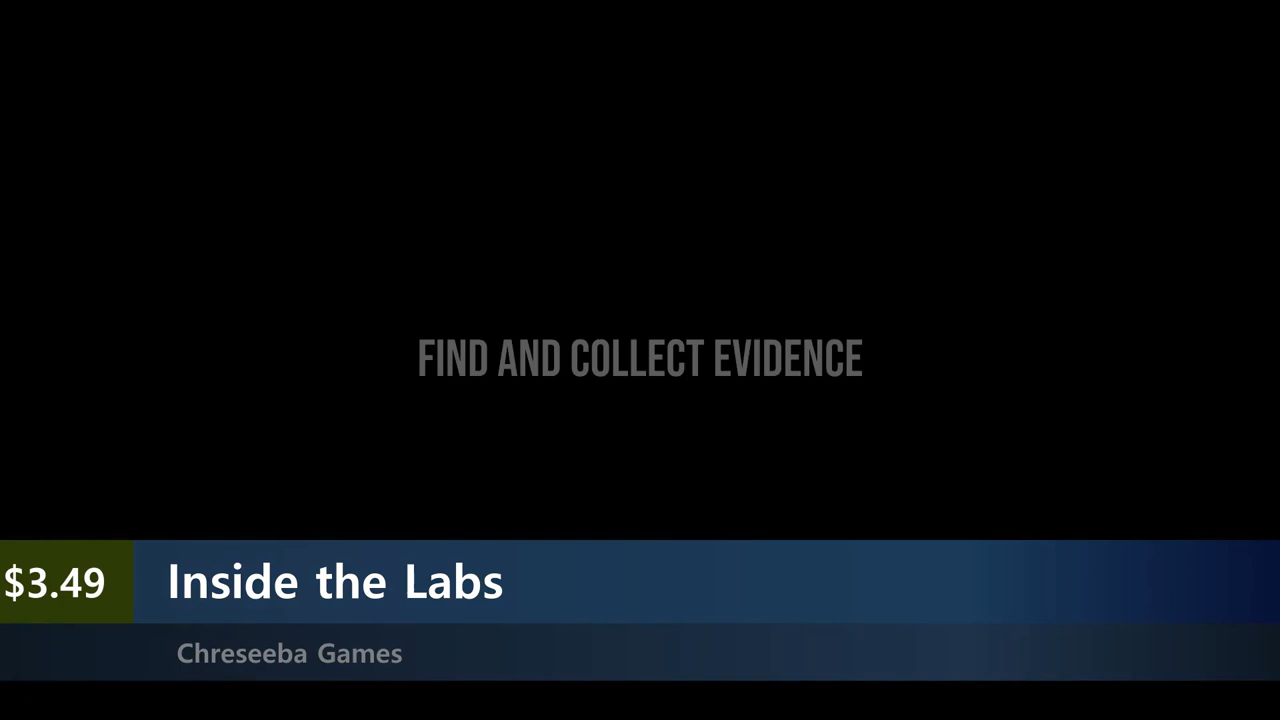 FIND AND COLLECT EVIDENCE
$3.49
Inside the Labs
Chreseeba Games